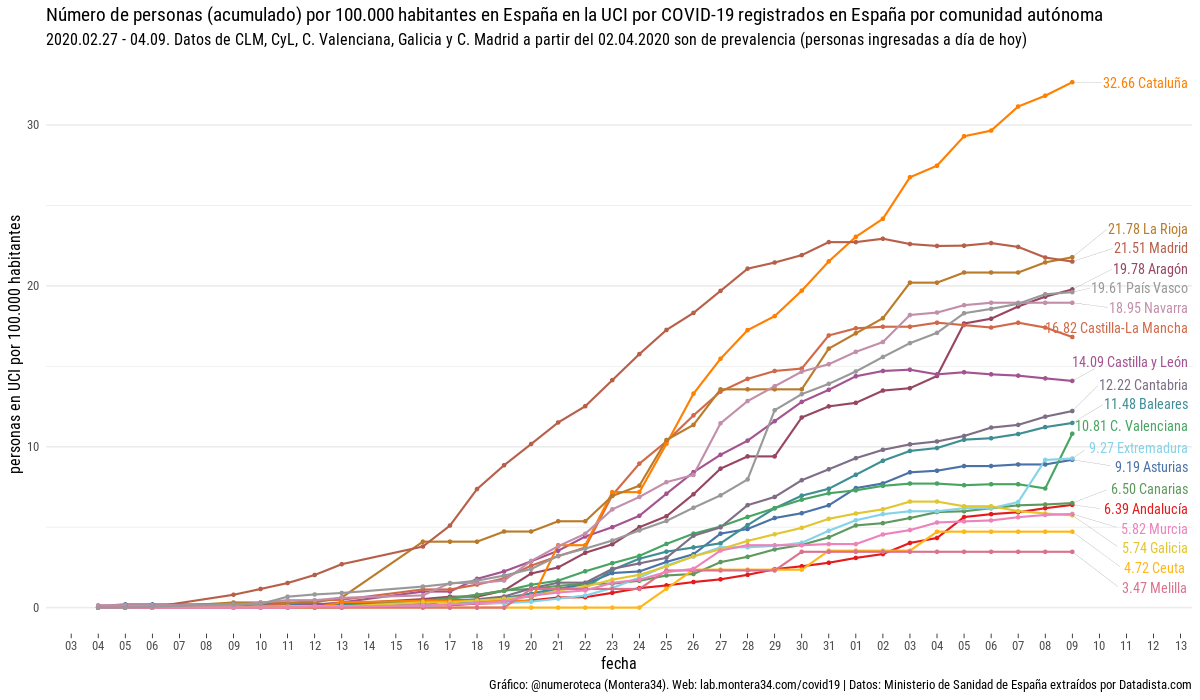 Número de personas (acumulado) por 100.000 habitantes en España en la UCI por COVID-19 registrados en España por comunidad autónoma
2020.02.27 - 04.09. Datos de CLM, CyL, C. Valenciana, Galicia y C. Madrid a partir del 02.04.2020 son de prevalencia (personas ingresadas a día de hoy)
personas en UCI por 100.000 habitantes
30
20
10
0
32.66 Cataluña
21.78 La Rioja
21.51 Madrid
19.78 Aragón
19.61 País Vasco
18.95 Navarra
16.82 Castilla-La Mancha
14.09 Castilla y León
12.22 Cantabria
11.48 Baleares
10.81 C. Valenciana
9.27 Extremadura
9.19 Asturias
6.50 Canarias
6.39 Andalucía
5.82 Murcia
5.74 Galicia
4.72 Ceuta
3.47 Melilla
03 04 05 06 07 08 09 10 11 12 13 14 15 16 17 18 19 20 21 22 23 24 25 26 27 28 29 30 31 01 02 03 04 05 06 07 08 09 10 11 12 13
fecha
Gráfico: @numeroteca (Montera34). Web: lab.montera34.com/covid19 | Datos: Ministerio de Sanidad de España extraídos por Datadista.com